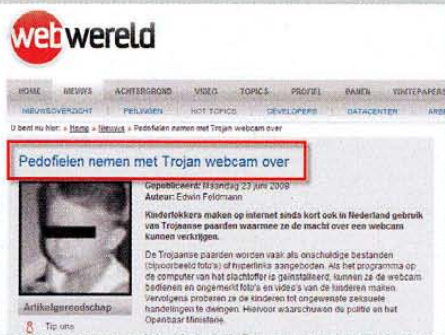 webwereld
HOME NIEUWS ACHTERGROND VIDEO TOPICS PROFIEL BANEN WHITEPAPERS
NIEUWSOVERZICHT PEILINGEN HOT TOPICS DEVELOPERS DATACENTER
U bent nu hier: » Home » Nieuws » Pedofielen nemen met Trojan webcam over
Pedofielen nemen met Trojan webcam over
Gepubliceerd: Maandag 23 juni 2008
Auteur: Edwin Feldmann
Kinderlokkers maken op internet sinds kort ook in Nederland gebruik
van Trojaanse paarden waarmee ze de macht over een webcam
kunnen verkrijgen.
De Trojaanse paarden worden vaak als onschuldige bestanden
(bijvoorbeeld foto's) of hyperlinks aangeboden. Als het programma op
de computer van het slachtoffer is geïnstalleerd, kunnen ze de webcam
bedienen en ongemerkt foto's en video's van de kinderen maken.
Vervolgens proberen ze de kinderen tot ongewenste seksuele
handelingen te dwingen. Hiervoor waarschuwen de politie en het
Openbaar Ministerie.
Artikelgereedschap
Tip ons